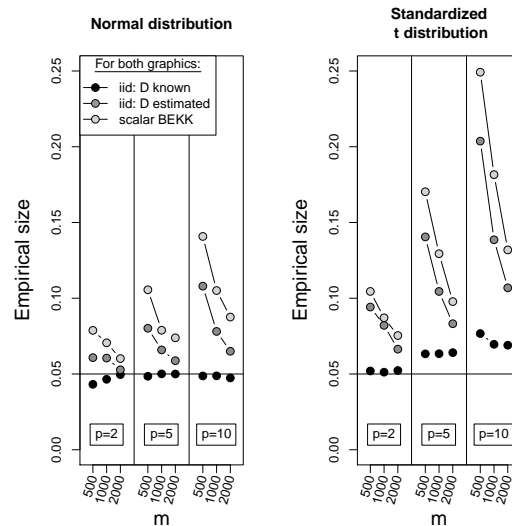 Normal distribution
Standardized
t distribution
For both graphics:
iid: D known
iid: D estimated
scalar BEKK
Empirical size
0.00
0.05
0.10
0.15
0.20
0.25
p=2
p=5
p=10
500
1000
2000
500
1000
2000
500
1000
2000
m
Empirical size
0.00
0.05
0.10
0.15
0.20
0.25
p=2
p=5
p=10
500
1000
2000
500
1000
2000
500
1000
2000
m